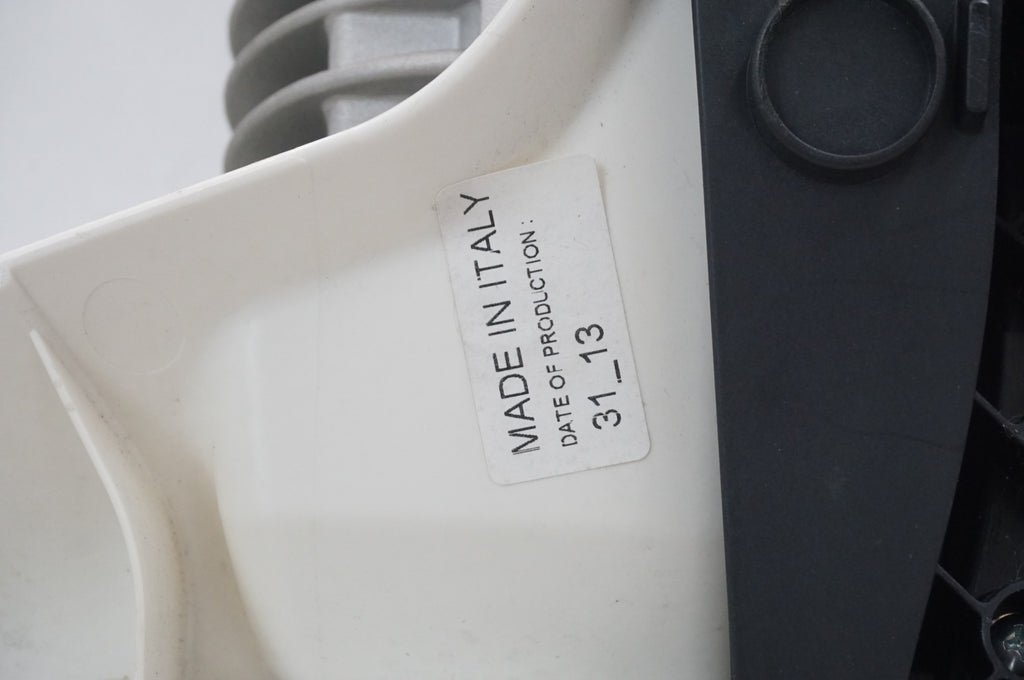 MADE IN ITALY
DATE OF PRODUCTION:
31_13